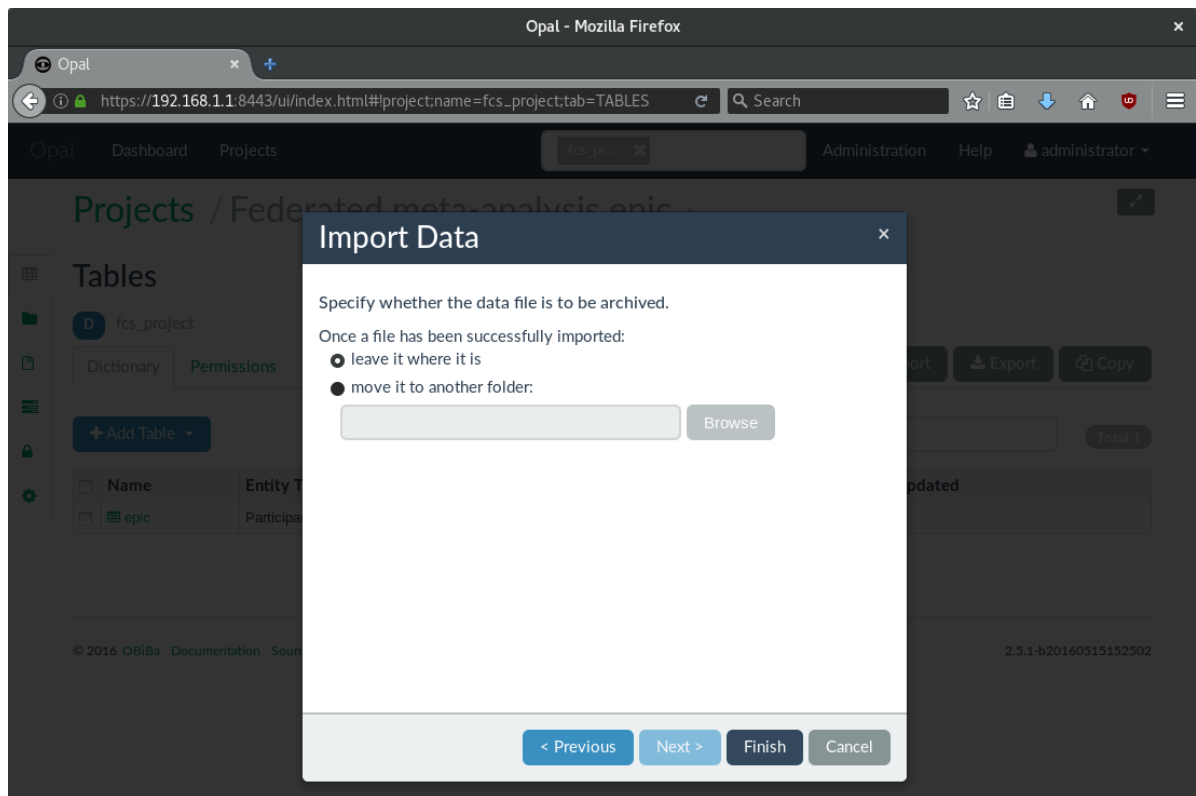 Opal - Mozilla Firefox
Opal
https://192.168.1.1:8443/ui/index.html#!project;name=fcs_project;tab=TABLES
Search
Opal Dashboard Projects fcs_pr... Administration Help administrator
Projects / Federated meta-analysis epic
Import Data
Tables
Specify whether the data file is to be archived.
D fcs_project
Once a file has been successfully imported:
leave it where it is
Dictionary Permissions
Export Copy
move it to another folder:
Browse
+ Add Table
Total 1
Name Entity T
epic Participa
© 2016 OBiBa Documentation
2.5.1-b20160515152502
< Previous Next > Finish Cancel